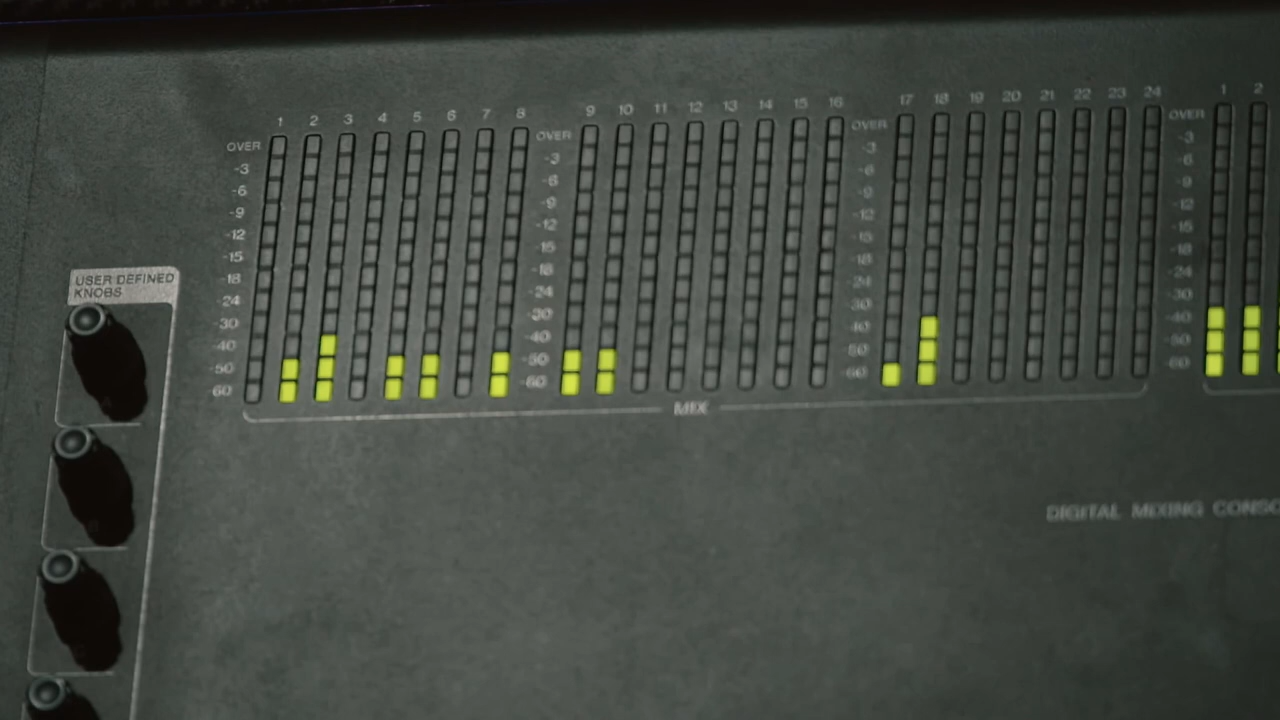 1 2 3 4 5 6 7 8 9 10 11 12 13 14 15 16 17 18 19 20 21 22 23 24 1 2
OVER OVER OVER OVER
-3 -3 -3 -3
-6 -6 -6 -6
-9 -9 -9 -9
-12 -12 -12 -12
-15 -15 -15 -15
-18 -18 -18 -18
-24 -24 -24 -24
-30 -30 -30 -30
-40 -40 -40 -40
-50 -50 -50 -50
-60 -60 -60 -60
MIX
USER DEFINED
KNOBS
DIGITAL MIXING CONSO